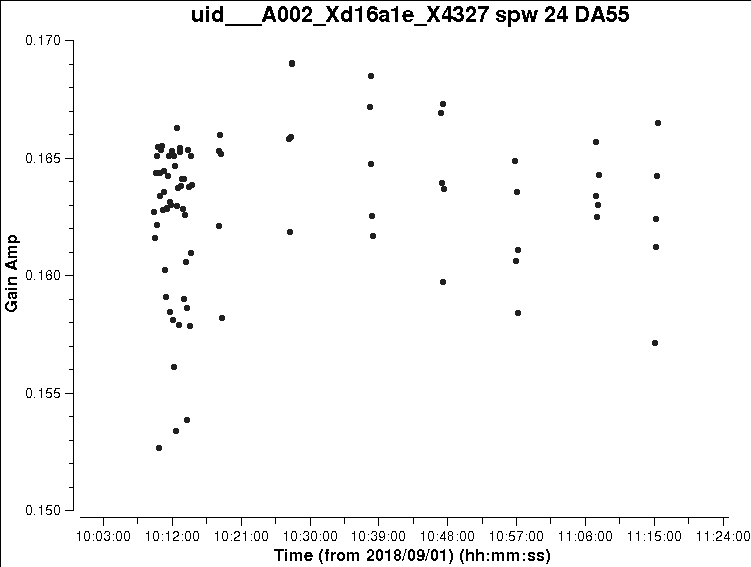 uid___A002_Xd16a1e_X4327 spw 24 DA55
0.170
0.165
0.160
0.155
0.150
Gain Amp
10:03:00 10:12:00 10:21:00 10:30:00 10:39:00 10:48:00 10:57:00 11:06:00 11:15:00 11:24:00
Time (from 2018/09/01) (hh:mm:ss)